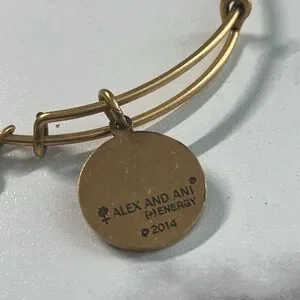 ALEX AND ANI®
(+) ENERGY
© 2014